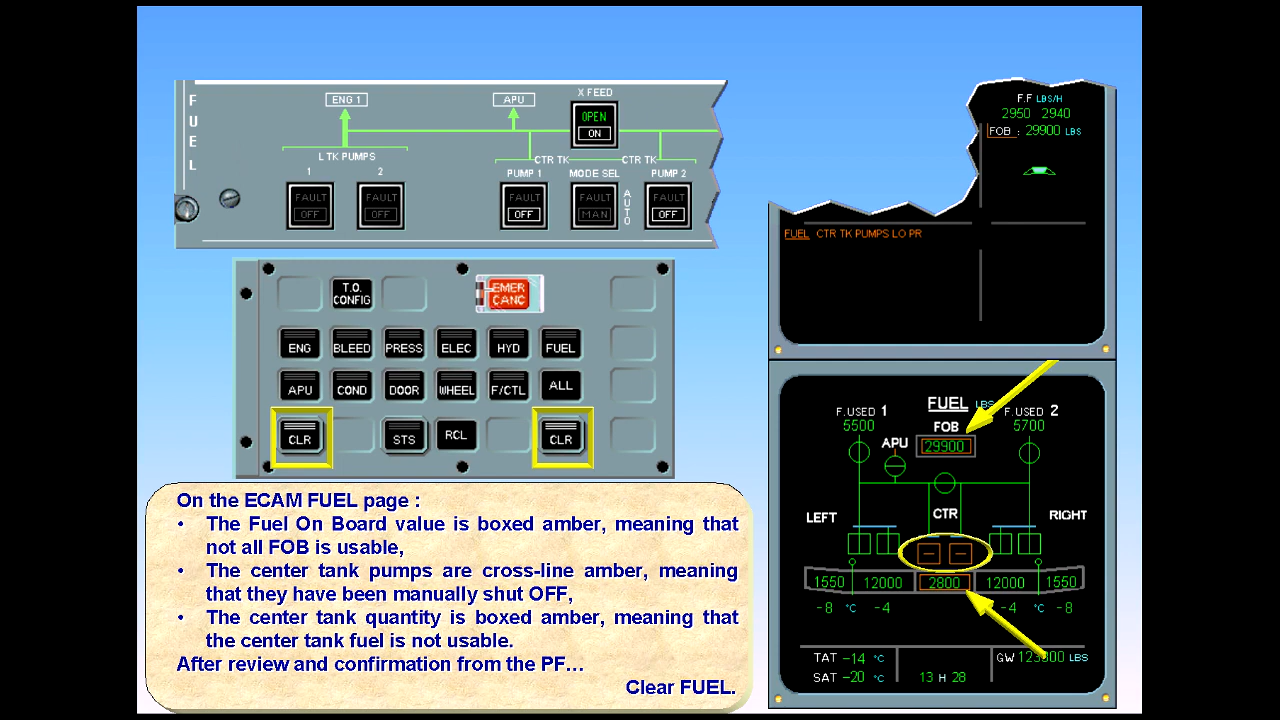 FUEL
ENG 1
APU
X FEED
OPEN
ON
L TK PUMPS
1 2
CTR TK CTR TK
PUMP 1 MODE SEL PUMP 2
FAULT FAULT FAULT FAULT FAULT
OFF OFF OFF MAN OFF
AUTO
T.O.
CONFIG
EMER
CANC
ENG BLEED PRESS ELEC HYD FUEL
APU COND DOOR WHEEL F/CTL ALL
CLR STS RCL CLR
On the ECAM FUEL page :
• The Fuel On Board value is boxed amber, meaning that
not all FOB is usable,
• The center tank pumps are cross-line amber, meaning
that they have been manually shut OFF,
• The center tank quantity is boxed amber, meaning that
the center tank fuel is not usable.
After review and confirmation from the PF…
Clear FUEL.
F.F LBS/H
2950 2940
FOB : 29900 LBS
FUEL CTR TK PUMPS LO PR
FUEL LBS
F.USED 1 F.USED 2
5500 FOB 5700
APU 29900
LEFT CTR RIGHT
1550 12000 2800 12000 1550
-8 °C -4 -4 °C -8
TAT -14 °C GW LBS
SAT -20 °C 13 H 28